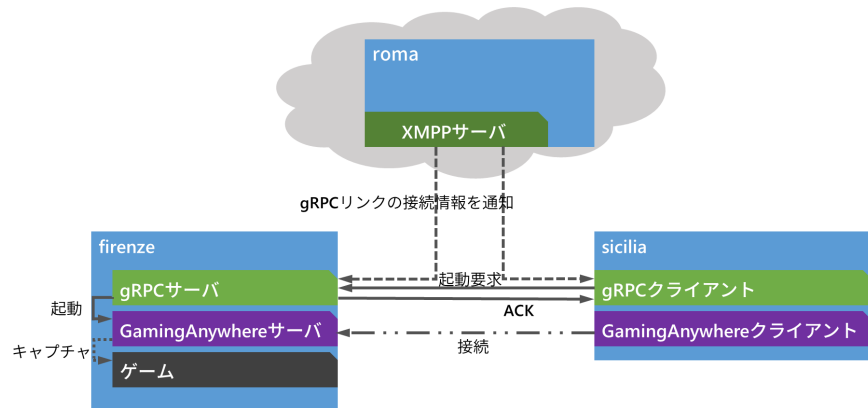 roma
XMPPサーバ
gRPCリンクの接続情報を通知
firenze
sicilia
gRPCサーバ
起動要求
gRPCクライアント
起動
ACK
GamingAnywhereサーバ
GamingAnywhereクライアント
キャプチャ
接続
ゲーム